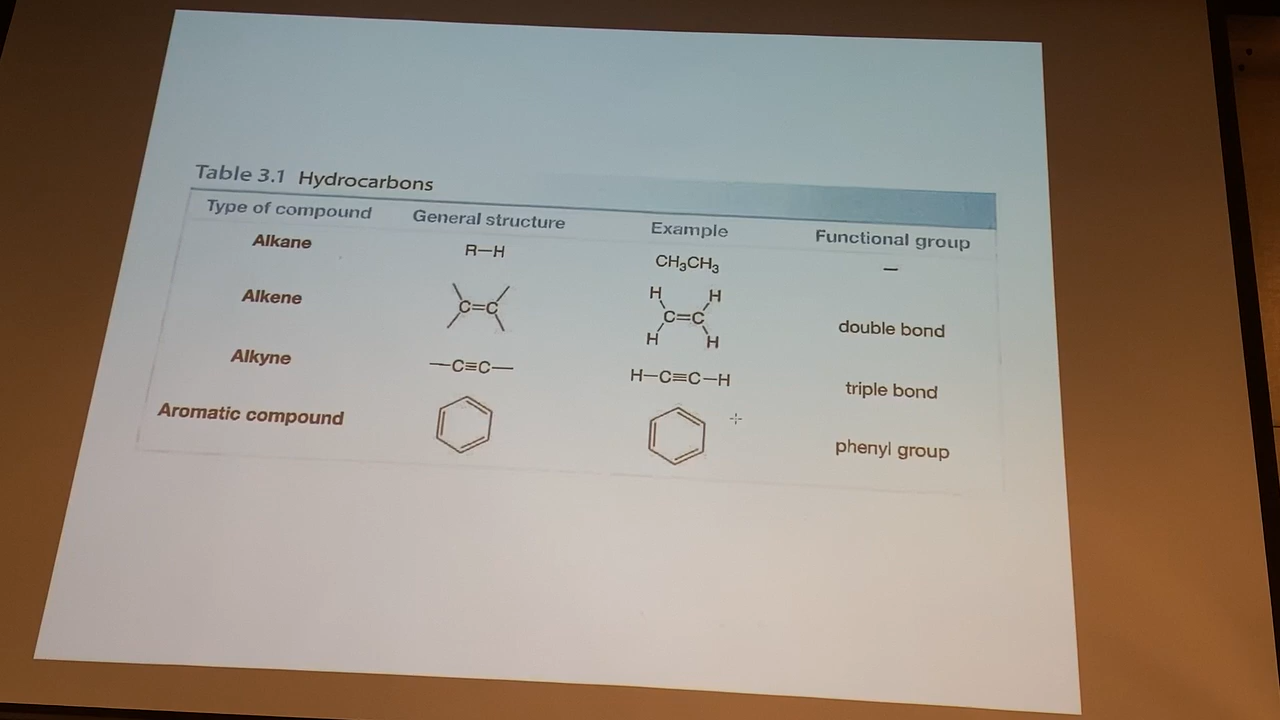 Table 3.1 Hydrocarbons
Type of compound General structure Example Functional group
Alkane R—H CH₃CH₃ —
Alkene C=C H H C=C H H double bond
Alkyne —C≡C— H—C≡C—H triple bond
Aromatic compound phenyl group